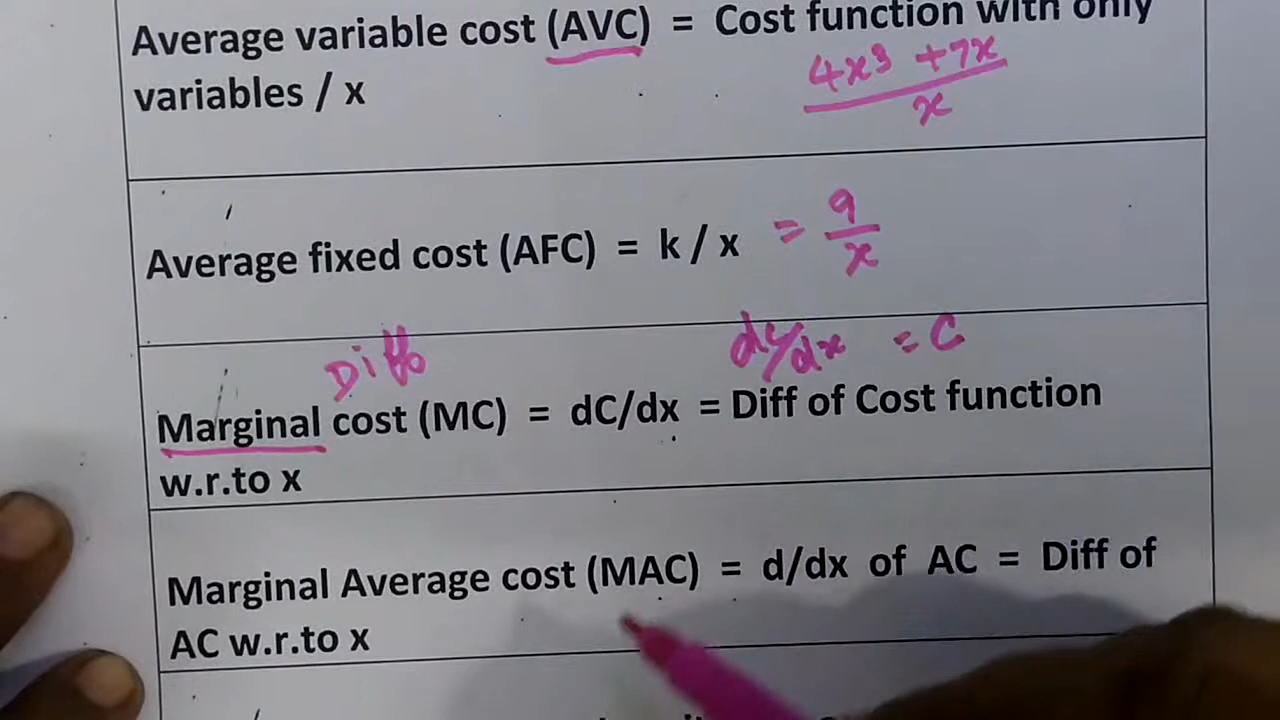 Average variable cost (AVC) = Cost function with only
4x³ + 7x
variables / x
x
9
Average fixed cost (AFC) = k / x =
x
Diff dy/dx = C
Marginal cost (MC) = dC/dx = Diff of Cost function
w.r.to x
Marginal Average cost (MAC) = d/dx of AC = Diff of
AC w.r.to x